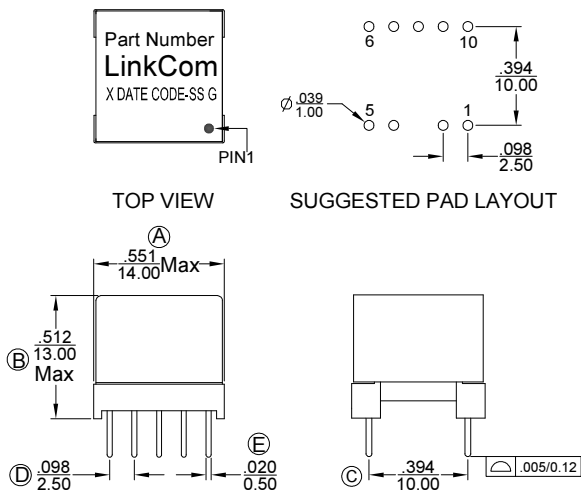 Part Number
LinkCom
X DATE CODE-SS G
PIN1
6
10
5
1
Ø .039
1.00
.394
10.00
.098
2.50
TOP VIEW
SUGGESTED PAD LAYOUT
Ⓐ
.551
14.00 Max
Ⓑ .512
13.00
Max
Ⓓ .098
2.50
Ⓔ
.020
0.50
Ⓒ .394
10.00
.005/0.12